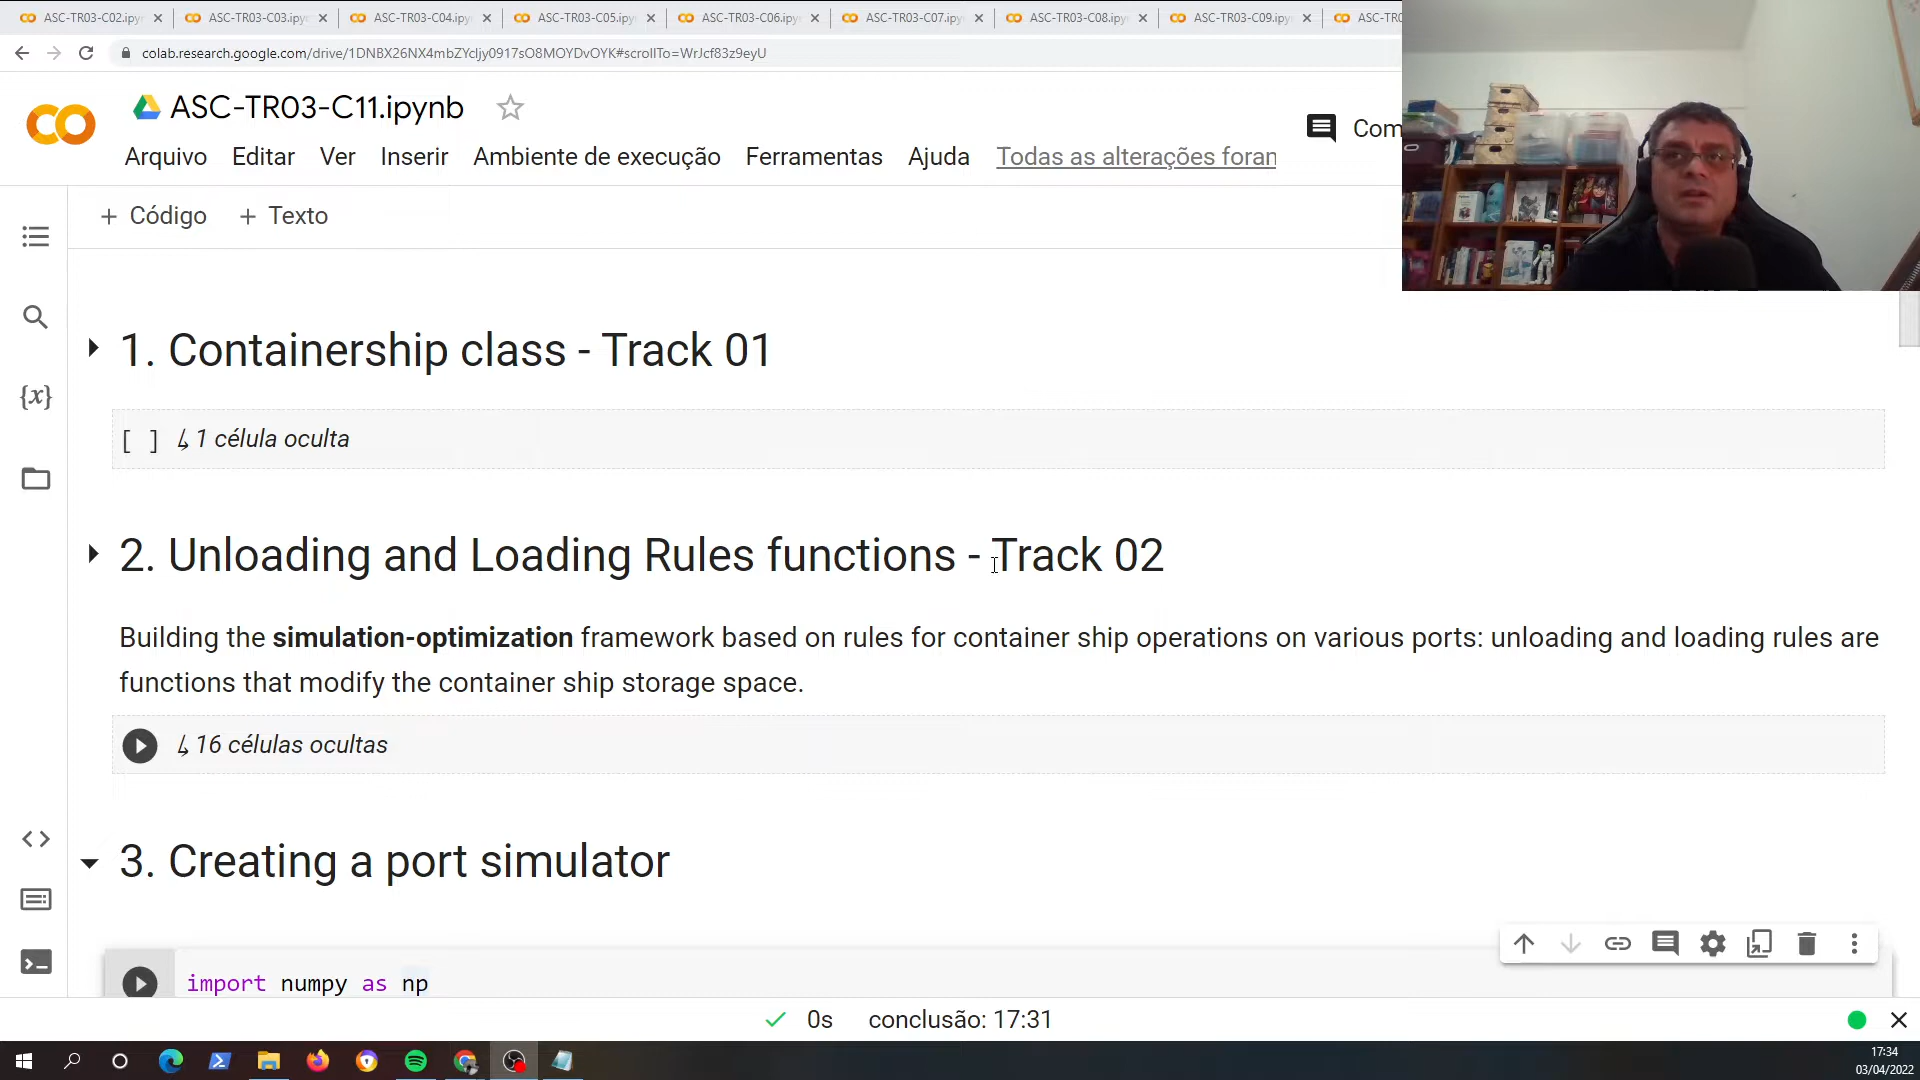 ASC-TR03-C02.ipy
ASC-TR03-C03.ipyn
ASC-TR03-C04.ipy
ASC-TR03-C05.ipyn
ASC-TR03-C06.ipy
ASC-TR03-C07.ipy
ASC-TR03-C08.ipy
ASC-TR03-C09.ipy
ASC-TR0
colab.research.google.com/drive/1DNBX26NX4mbZYcIjy0917sO8MOYDvOYK#scrollTo=WrJcf83z9eyU
CO
ASC-TR03-C11.ipynb
Com
Arquivo Editar Ver Inserir Ambiente de execução Ferramentas Ajuda Todas as alterações foran
+ Código + Texto
1. Containership class - Track 01
[ ] ↳ 1 célula oculta
2. Unloading and Loading Rules functions - Track 02
Building the simulation-optimization framework based on rules for container ship operations on various ports: unloading and loading rules are
functions that modify the container ship storage space.
↳ 16 células ocultas
3. Creating a port simulator
{x}
import numpy as np
0s conclusão: 17:31
17:34
03/04/2022